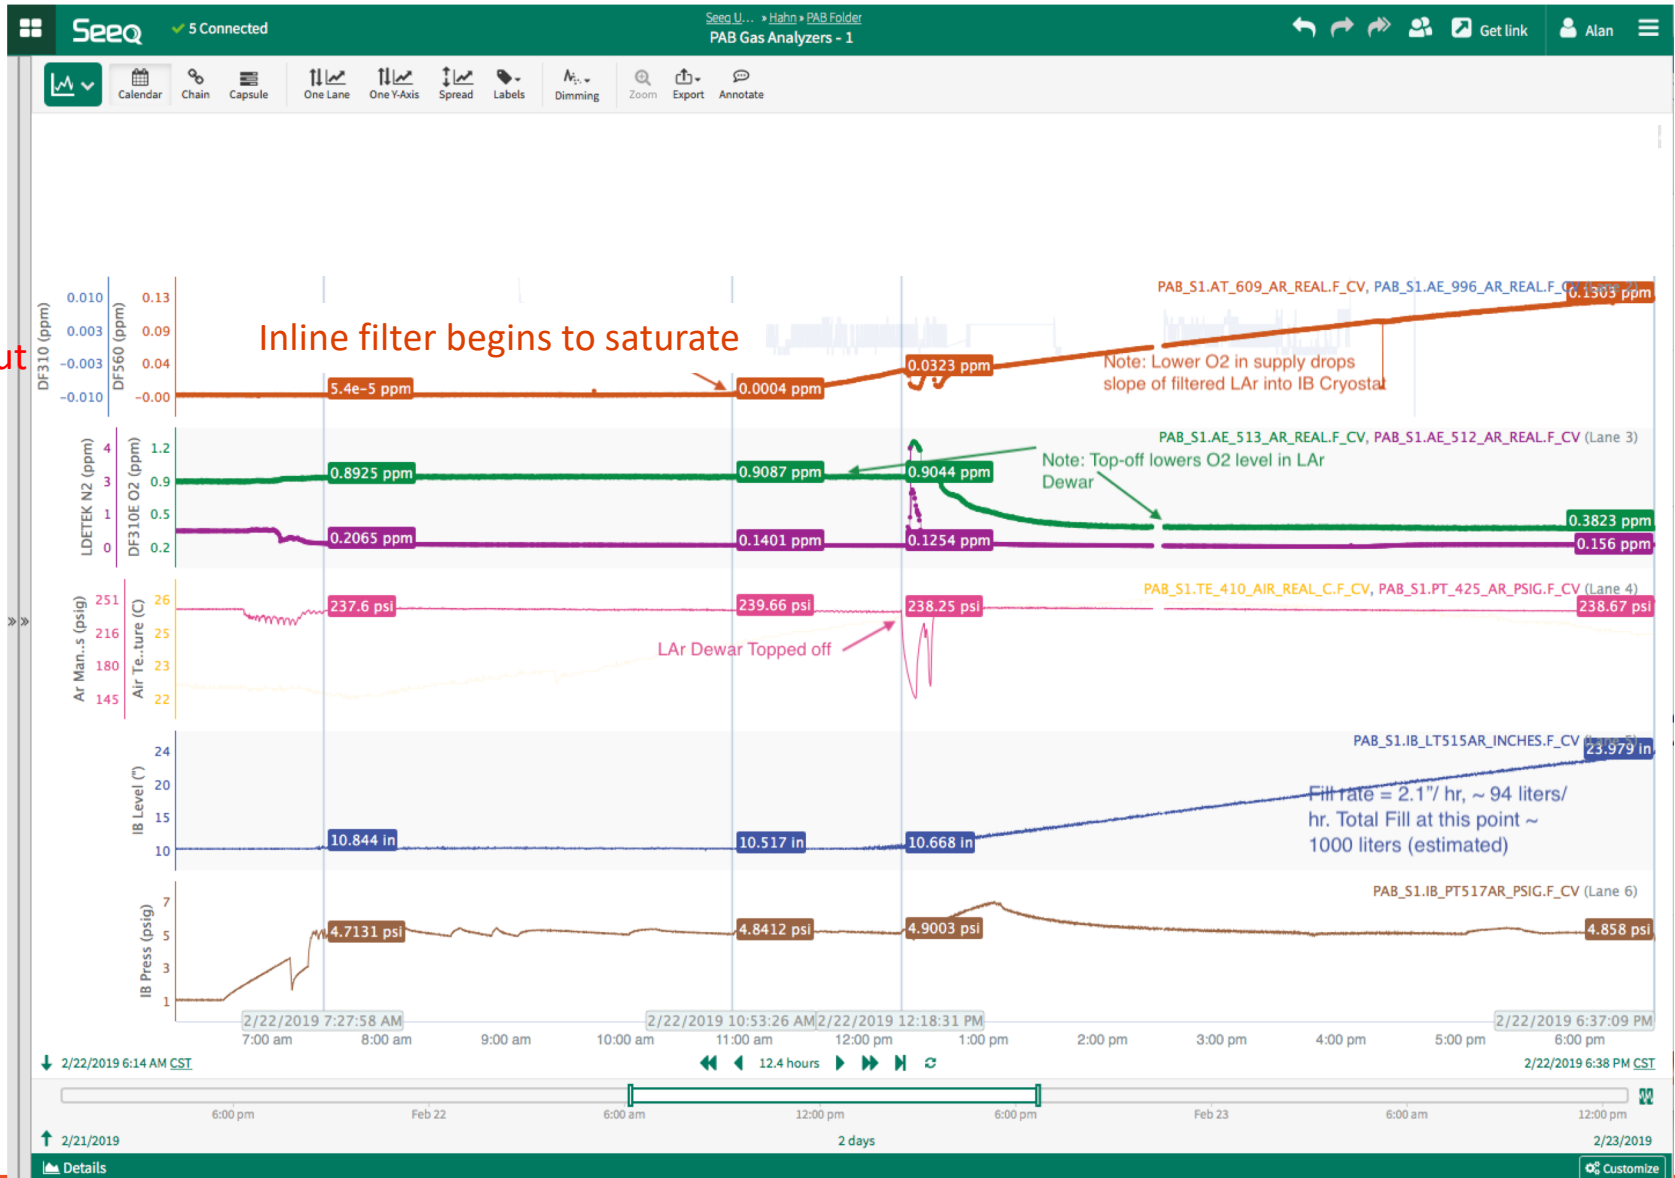 Seeq
5 Connected
Seeq U... » Hahn » PAB Folder
PAB Gas Analyzers - 1
Get link
Alan
Calendar
Chain
Capsule
One Lane
One Y-Axis
Spread
Labels
Dimming
Zoom
Export
Annotate
PAB_S1.AT_609_AR_REAL.F_CV, PAB_S1.AE_996_AR_REAL.F_CV
0.1303 ppm
DF310 (ppm)
0.010
0.003
-0.003
-0.010
DF560 (ppm)
0.13
0.09
0.04
-0.00
ut
Inline filter begins to saturate
5.4e-5 ppm
0.0004 ppm
0.0323 ppm
Note: Lower O2 in supply drops
slope of filtered LAr into IB Cryostat
PAB_S1.AE_513_AR_REAL.F_CV, PAB_S1.AE_512_AR_REAL.F_CV (Lane 3)
LDETEK N2 (ppm)
4
3
1
0
DF310E O2 (ppm)
1.2
0.9
0.5
0.2
0.8925 ppm
0.9087 ppm
0.9044 ppm
Note: Top-off lowers O2 level in LAr
Dewar
0.3823 ppm
0.2065 ppm
0.1401 ppm
0.1254 ppm
0.156 ppm
PAB_S1.TE_410_AIR_REAL_C.F_CV, PAB_S1.PT_425_AR_PSIG.F_CV (Lane 4)
Ar Man..s (psig)
251
216
180
145
Air Te..ture (C)
26
25
23
22
237.6 psi
239.66 psi
238.25 psi
238.67 psi
LAr Dewar Topped off
PAB_S1.IB_LT515AR_INCHES.F_CV
23.979 in
IB Level (")
24
20
15
10
10.844 in
10.517 in
10.668 in
Fill rate = 2.1"/ hr, ~ 94 liters/
hr. Total Fill at this point ~
1000 liters (estimated)
PAB_S1.IB_PT517AR_PSIG.F_CV (Lane 6)
IB Press (psig)
7
5
3
1
4.7131 psi
4.8412 psi
4.9003 psi
4.858 psi
2/22/2019 7:27:58 AM
2/22/2019 10:53:26 AM
2/22/2019 12:18:31 PM
2/22/2019 6:37:09 PM
7:00 am
8:00 am
9:00 am
10:00 am
11:00 am
12:00 pm
1:00 pm
2:00 pm
3:00 pm
4:00 pm
5:00 pm
6:00 pm
2/22/2019 6:14 AM CST
12.4 hours
2/22/2019 6:38 PM CST
6:00 pm
Feb 22
6:00 am
12:00 pm
6:00 pm
Feb 23
6:00 am
12:00 pm
2/21/2019
2 days
2/23/2019
Details
Customize